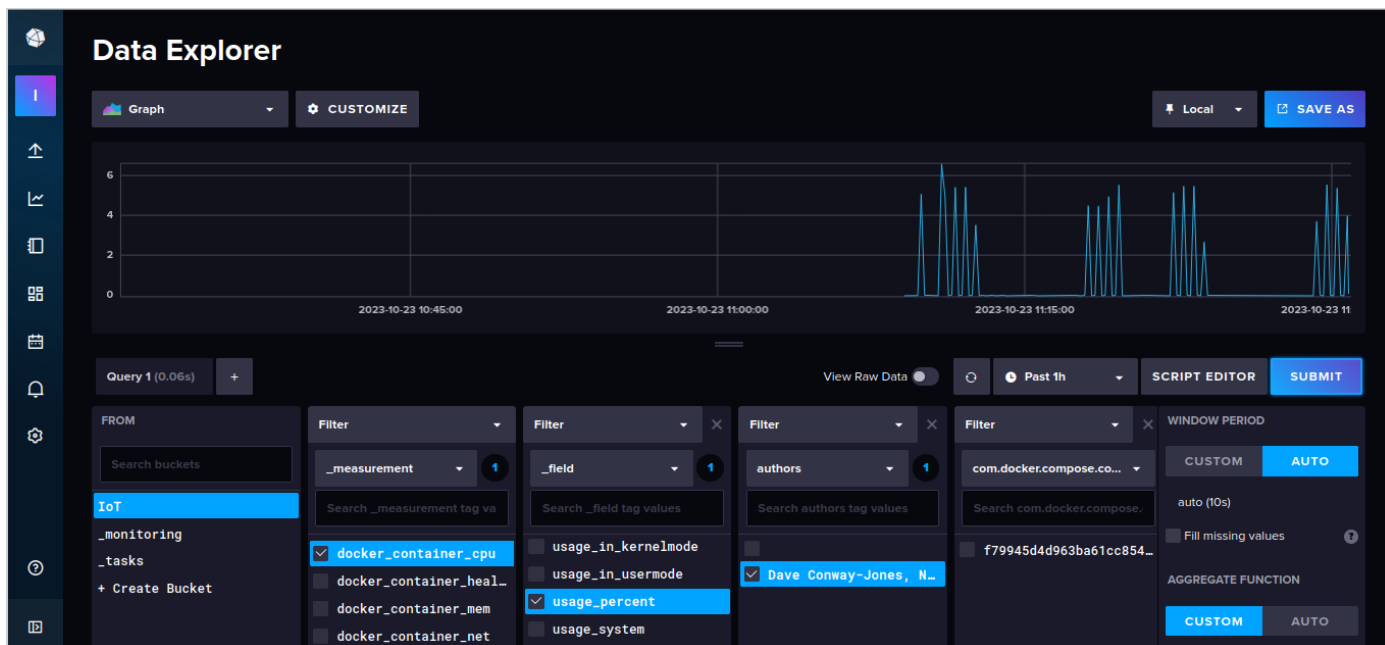 Data Explorer
I
Graph
CUSTOMIZE
Local
SAVE AS
6
4
2
0
2023-10-23 10:45:00
2023-10-23 11:00:00
2023-10-23 11:15:00
2023-10-23 11:
Query 1 (0.06s)
+
View Raw Data
Past 1h
SCRIPT EDITOR
SUBMIT
FROM
Search buckets
IoT
_monitoring
_tasks
+ Create Bucket
Filter
_measurement
1
Search _measurement tag va
docker_container_cpu
docker_container_heal…
docker_container_mem
docker_container_net
Filter
_field
1
Search _field tag values
usage_in_kernelmode
usage_in_usermode
usage_percent
usage_system
Filter
authors
1
Search authors tag values
Dave Conway-Jones, N…
Filter
com.docker.compose.co...
Search com.docker.compose.
f79945d4d963ba61cc854…
WINDOW PERIOD
CUSTOM
AUTO
auto (10s)
Fill missing values
?
AGGREGATE FUNCTION
CUSTOM
AUTO